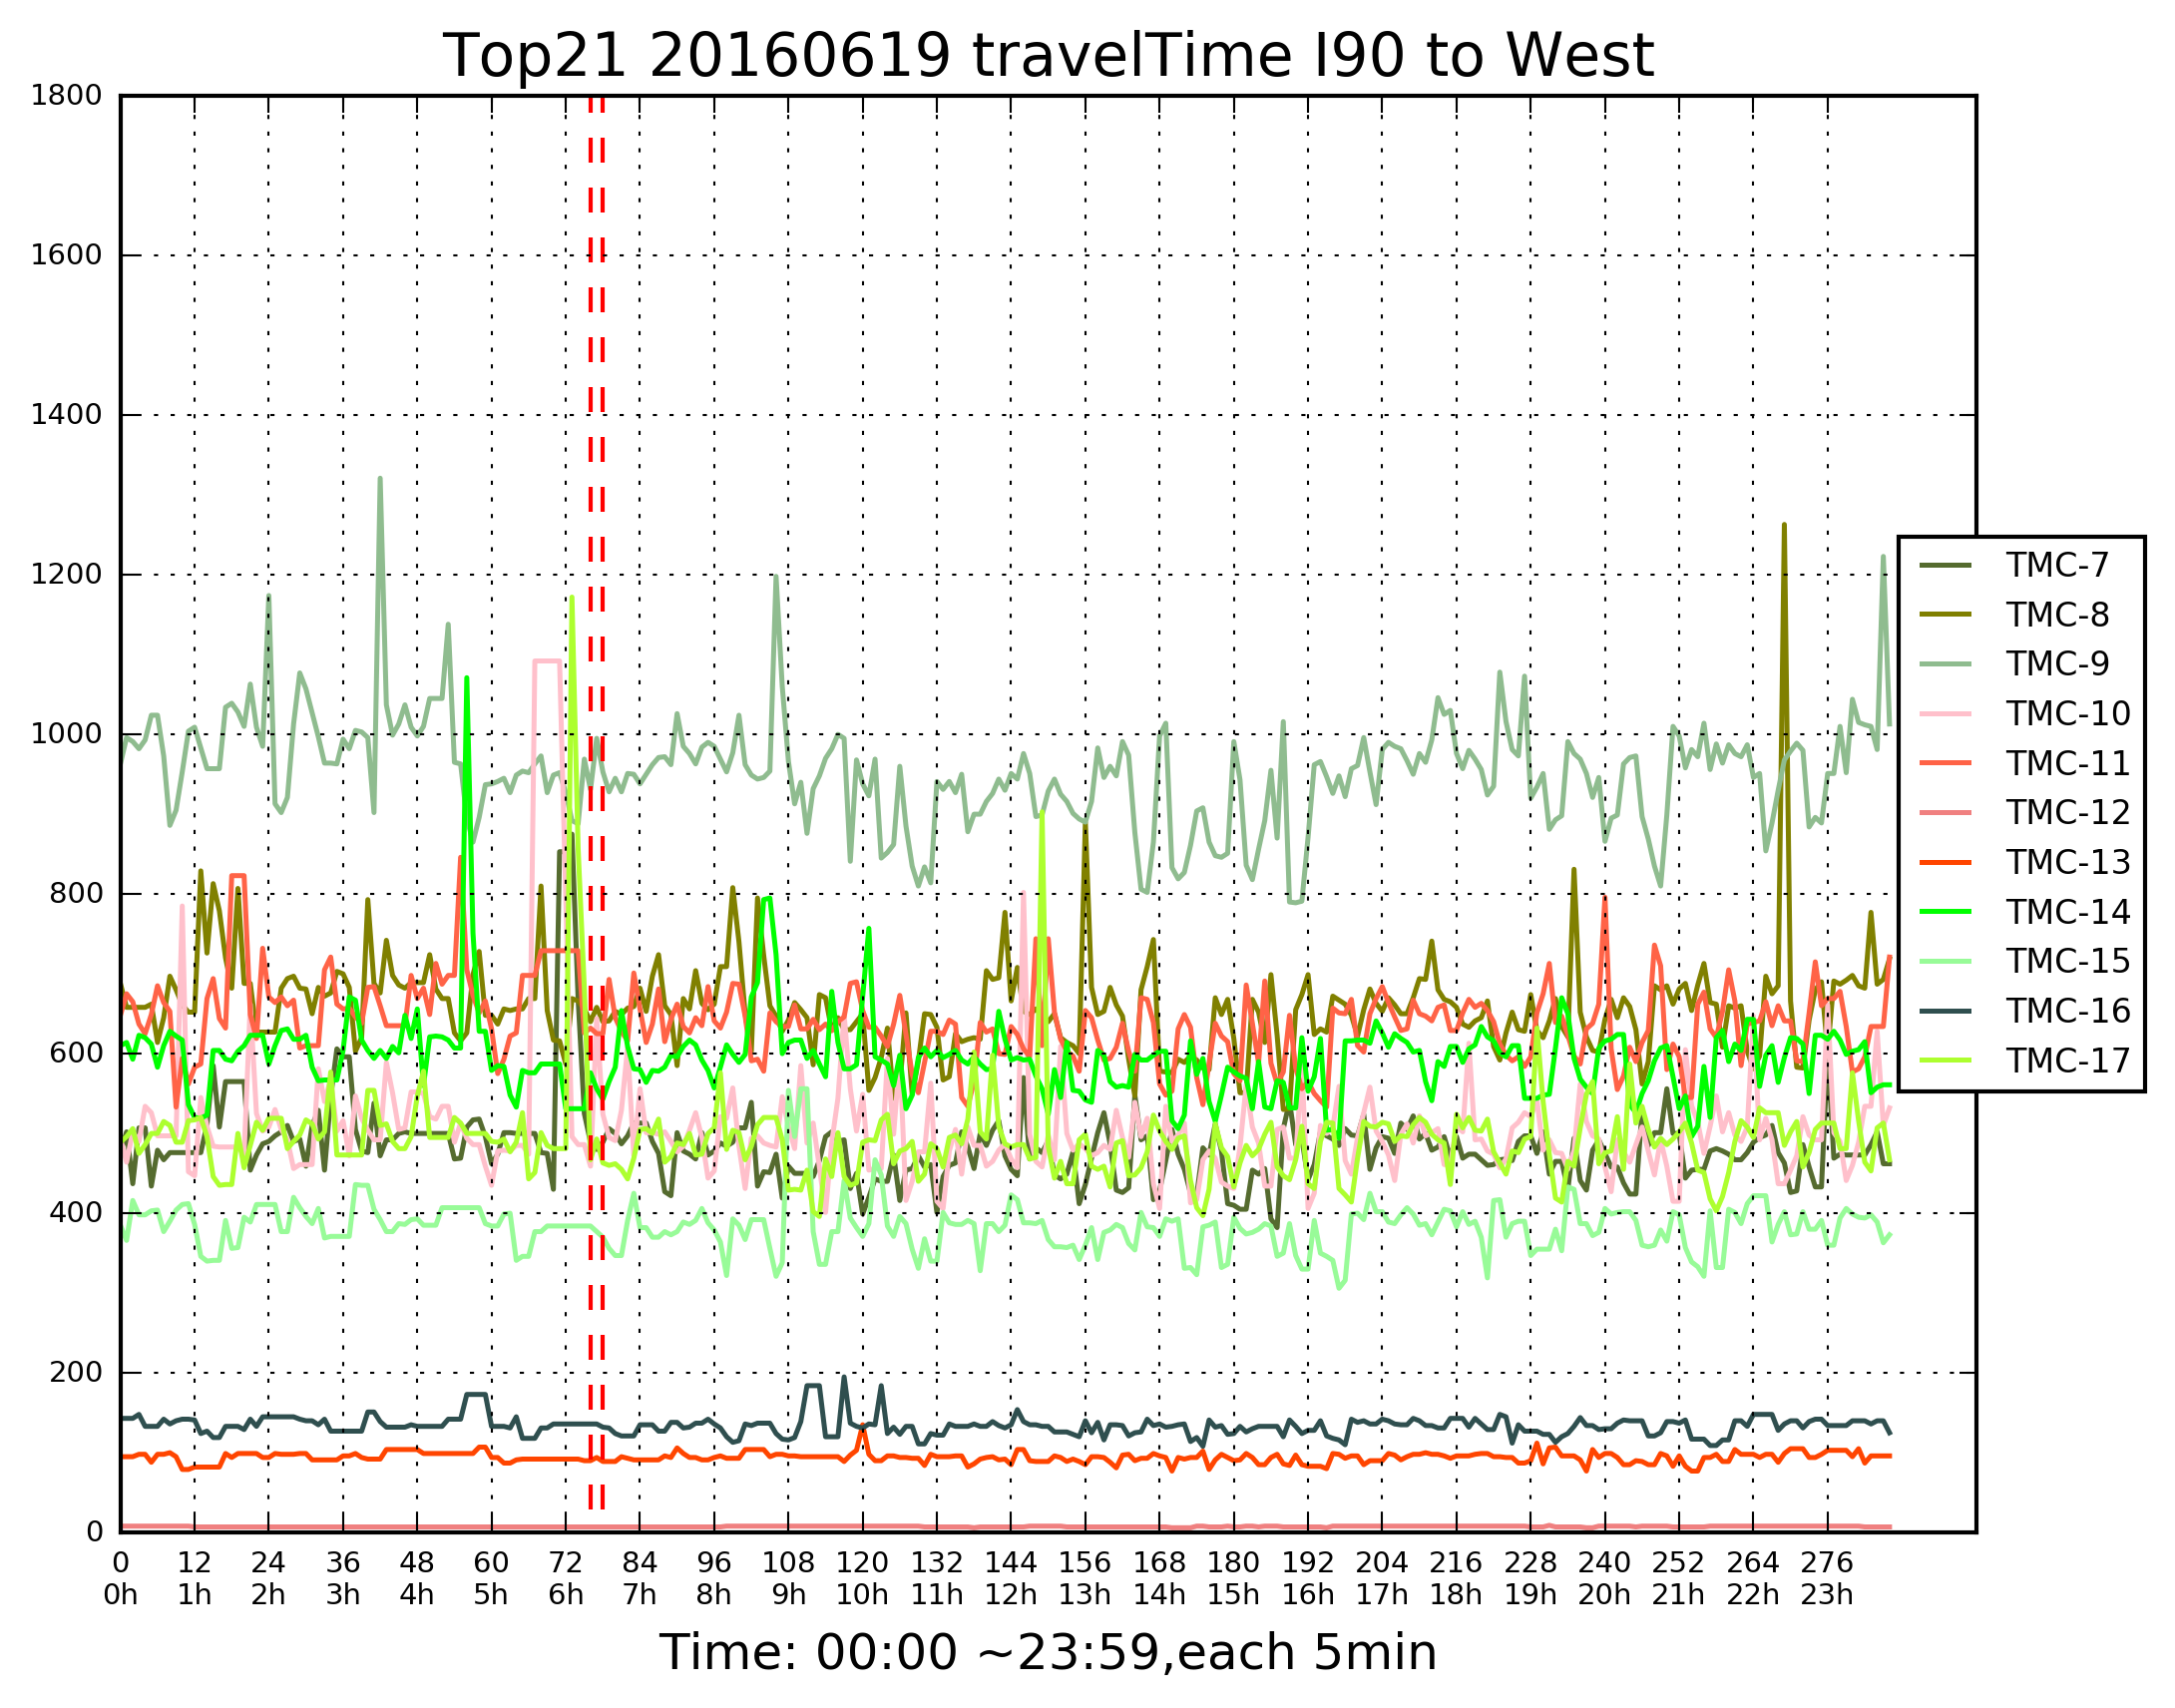 Top21 20160619 travelTime I90 to West
1800
1600
1400
1200
1000
800
600
400
200
0
TMC-7
TMC-8
TMC-9
TMC-10
TMC-11
TMC-12
TMC-13
TMC-14
TMC-15
TMC-16
TMC-17
0 12 24 36 48 60 72 84 96 108 120 132 144 156 168 180 192 204 216 228 240 252 264 276
0h 1h 2h 3h 4h 5h 6h 7h 8h 9h 10h 11h 12h 13h 14h 15h 16h 17h 18h 19h 20h 21h 22h 23h
Time: 00:00 ~23:59,each 5min